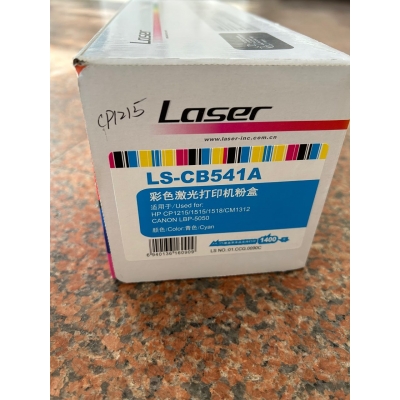 CP1215
Laser
www.laser-inc.com.cn
LS-CB541A
彩色激光打印机粉盒
适用于/Used for:
HP CP1215/1515/1518/CM1312
CANON LBP-5050
颜色·Color 青色·Cyan
1400